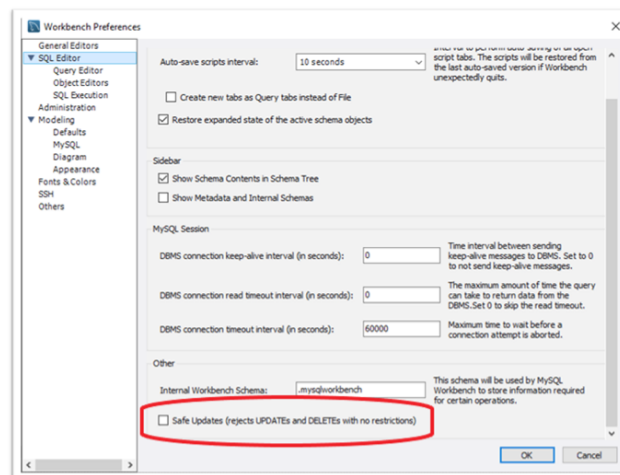 Workbench Preferences
General Editors
SQL Editor
Query Editor
Object Editors
SQL Execution
Administration
Modeling
Defaults
MySQL
Diagram
Appearance
Fonts & Colors
SSH
Others
Auto-save scripts interval:
10 seconds
Interval to perform auto-saving of all open
script tabs. The scripts will be restored from
the last auto-saved version if Workbench
unexpectedly quits.
Create new tabs as Query tabs instead of File
Restore expanded state of the active schema objects
Sidebar
Show Schema Contents in Schema Tree
Show Metadata and Internal Schemas
MySQL Session
DBMS connection keep-alive interval (in seconds):
0
Time interval between sending
keep-alive messages to DBMS. Set to 0
to not send keep-alive messages.
DBMS connection read timeout interval (in seconds):
0
The maximum amount of time the query
can take to return data from the
DBMS.Set 0 to skip the read timeout.
DBMS connection timeout interval (in seconds):
60000
Maximum time to wait before a
connection attempt is aborted.
Other
Internal Workbench Schema:
.mysqlworkbench
This schema will be used by MySQL
Workbench to store information required
for certain operations.
Safe Updates (rejects UPDATEs and DELETEs with no restrictions)
OK
Cancel